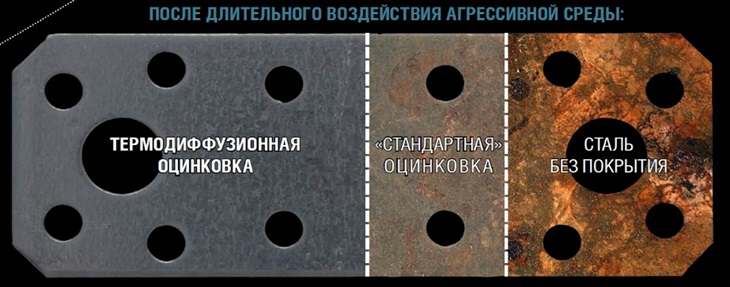 ПОСЛЕ ДЛИТЕЛЬНОГО ВОЗДЕЙСТВИЯ АГРЕССИВНОЙ СРЕДЫ:
ТЕРМОДИФФУЗИОННАЯ
ОЦИНКОВКА
«СТАНДАРТНАЯ»
ОЦИНКОВКА
СТАЛЬ
БЕЗ ПОКРЫТИЯ